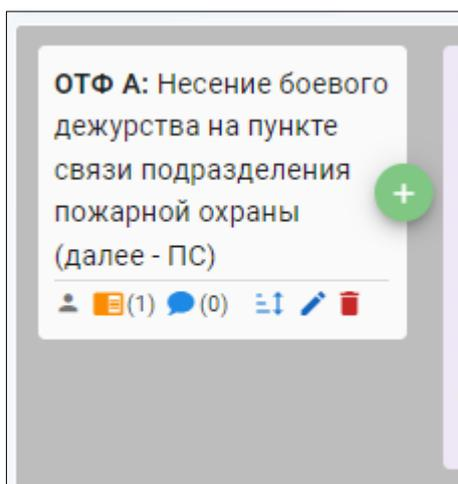 ОТФ А: Несение боевого
дежурства на пункте
связи подразделения
пожарной охраны
(далее - ПС)
(1) (0)